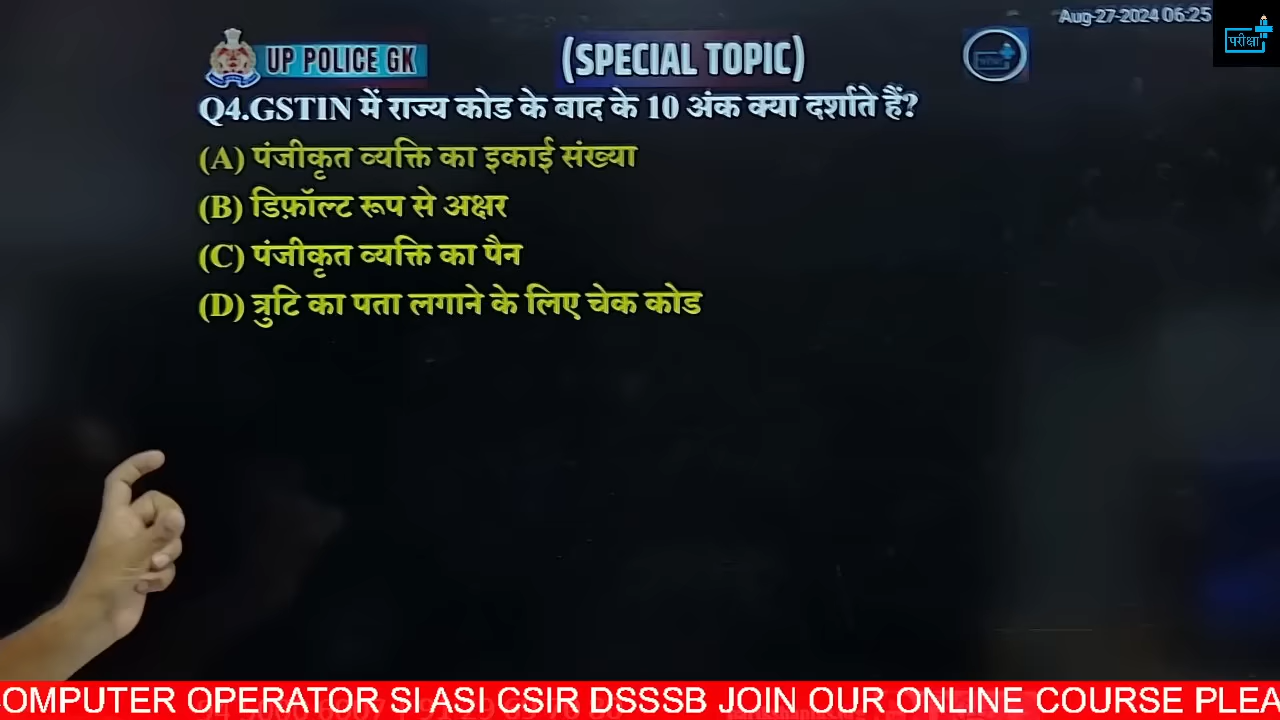 Aug-27-2024 06:25
परीक्षा
UP POLICE GK
(SPECIAL TOPIC)
Q4.GSTIN में राज्य कोड के बाद के 10 अंक क्या दर्शाते हैं?
(A) पंजीकृत व्यक्ति का इकाई संख्या
(B) डिफ़ॉल्ट रूप से अक्षर
(C) पंजीकृत व्यक्ति का पैन
(D) त्रुटि का पता लगाने के लिए चेक कोड
OMPUTER OPERATOR SI ASI CSIR DSSSB JOIN OUR ONLINE COURSE PLEA